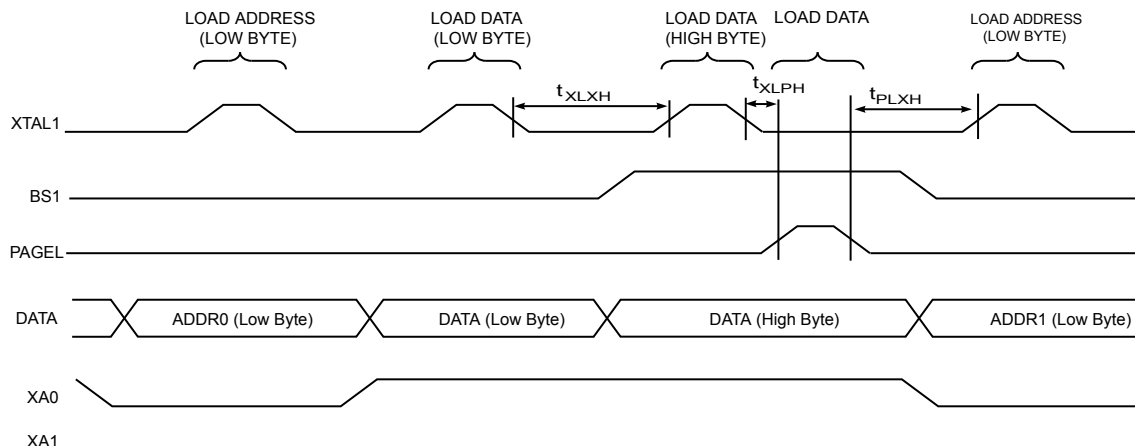 LOAD ADDRESS
(LOW BYTE)
LOAD DATA
(LOW BYTE)
LOAD DATA
(HIGH BYTE)
LOAD DATA
LOAD ADDRESS
(LOW BYTE)
tXLXH
tXLPH
tPLXH
XTAL1
BS1
PAGEL
DATA
ADDR0 (Low Byte)
DATA (Low Byte)
DATA (High Byte)
ADDR1 (Low Byte)
XA0
XA1